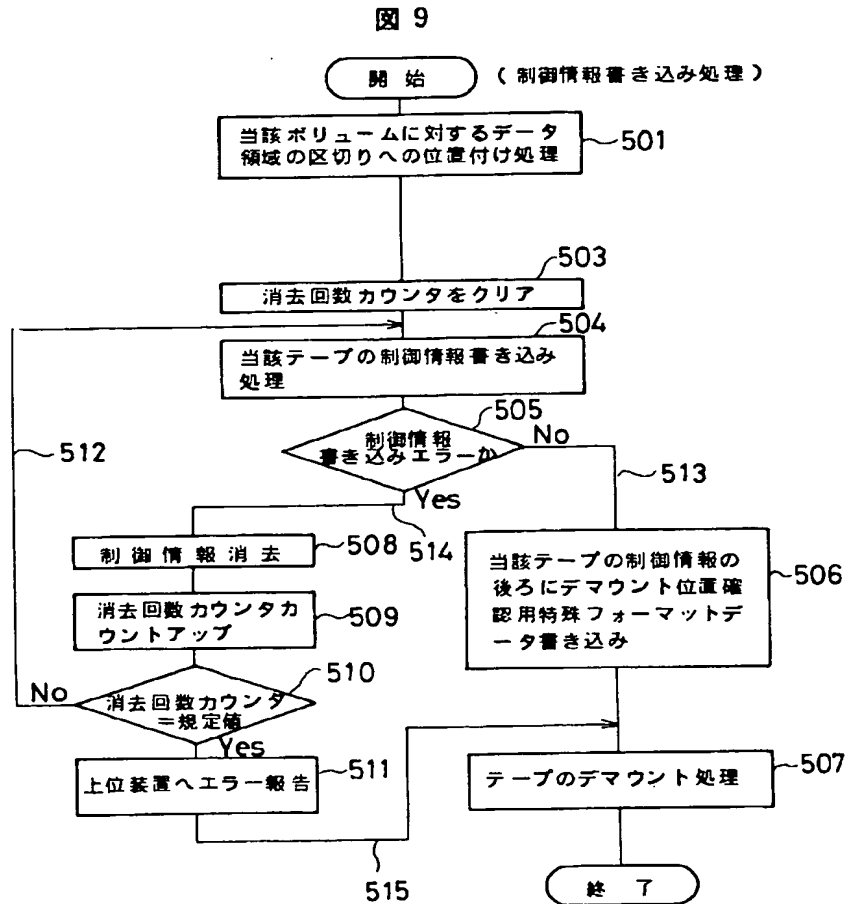 図 9
開 始
( 制御情報書き込み処理 )
当該ボリュームに対するデータ
領域の区切りへの位置付け処理
501
503
消去回数カウンタをクリア
504
当該テープの制御情報書き込み
処理
505
制御情報
書き込みエラーか
No
512
513
Yes
514
制 御 情 報 消 去
508
当該テープの制御情報の
後ろにデマウント位置確
認用特殊フォーマットデ
ータ書き込み
506
消去回数カウンタカ
ウントアップ
509
510
No
消去回数カウンタ
=規定値
Yes
上位装置へエラー報告
511
テープのデマウント処理
507
515
終 了